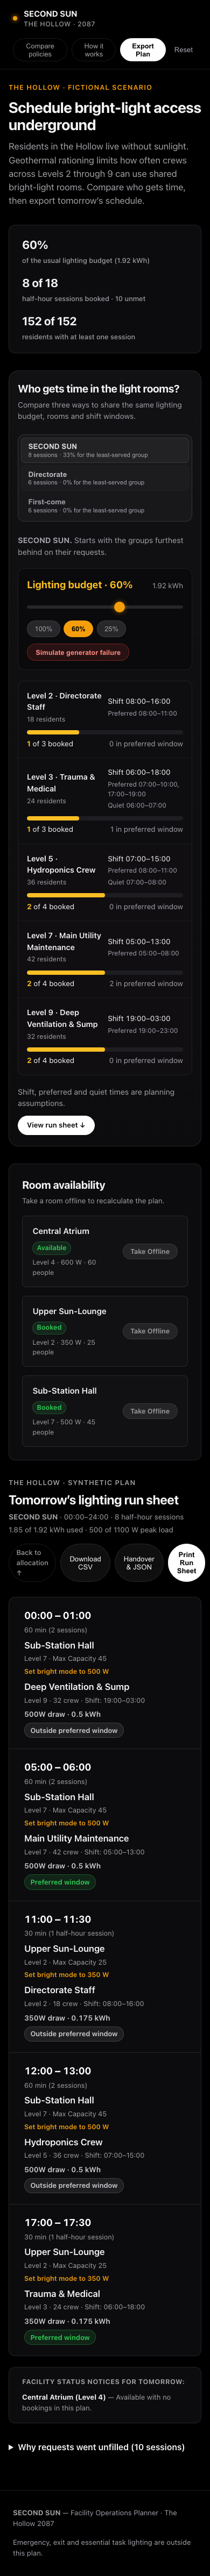 SECOND SUN
THE HOLLOW · 2087
Compare
policies
How it
works
Export
Plan
Reset
THE HOLLOW · FICTIONAL SCENARIO
Schedule bright-light access
underground
Residents in the Hollow live without sunlight.
Geothermal rationing limits how often crews
across Levels 2 through 9 can use shared
bright-light rooms. Compare who gets time,
then export tomorrow's schedule.
60%
of the usual lighting budget (1.92 kWh)
8 of 18
half-hour sessions booked · 10 unmet
152 of 152
residents with at least one session
Who gets time in the light rooms?
Compare three ways to share the same lighting
budget, rooms and shift windows.
SECOND SUN
8 sessions · 33% for the least-served group
Directorate
6 sessions · 0% for the least-served group
First-come
6 sessions · 0% for the least-served group
SECOND SUN. Starts with the groups furthest
behind on their requests.
Lighting budget · 60%
1.92 kWh
100%
60%
25%
Simulate generator failure
Level 2 · Directorate
Staff
18 residents
Shift 08:00–16:00
Preferred 08:00–11:00
1 of 3 booked
0 in preferred window
Level 3 · Trauma &
Medical
24 residents
Shift 06:00–18:00
Preferred 07:00–10:00,
17:00–19:00
Quiet 06:00–07:00
1 of 3 booked
1 in preferred window
Level 5 ·
Hydroponics Crew
36 residents
Shift 07:00–15:00
Preferred 08:00–11:00
Quiet 07:00–08:00
2 of 4 booked
0 in preferred window
Level 7 · Main Utility
Maintenance
42 residents
Shift 05:00–13:00
Preferred 05:00–08:00
2 of 4 booked
2 in preferred window
Level 9 · Deep
Ventilation & Sump
32 residents
Shift 19:00–03:00
Preferred 19:00–23:00
2 of 4 booked
0 in preferred window
Shift, preferred and quiet times are planning
assumptions.
View run sheet ↓
Room availability
Take a room offline to recalculate the plan.
Central Atrium
Available
Level 4 · 600 W · 60
people
Take Offline
Upper Sun-Lounge
Booked
Level 2 · 350 W · 25
people
Take Offline
Sub-Station Hall
Booked
Level 7 · 500 W · 45
people
Take Offline
THE HOLLOW · SYNTHETIC PLAN
Tomorrow's lighting run sheet
SECOND SUN · 00:00–24:00 · 8 half-hour sessions
1.85 of 1.92 kWh used · 500 of 1100 W peak load
Back to
allocation
↑
Download
CSV
Handover
& JSON
Print
Run
Sheet
00:00 – 01:00
60 min (2 sessions)
Sub-Station Hall
Level 7 · Max Capacity 45
Set bright mode to 500 W
Deep Ventilation & Sump
Level 9 · 32 crew · Shift: 19:00–03:00
500W draw · 0.5 kWh
Outside preferred window
05:00 – 06:00
60 min (2 sessions)
Sub-Station Hall
Level 7 · Max Capacity 45
Set bright mode to 500 W
Main Utility Maintenance
Level 7 · 42 crew · Shift: 05:00–13:00
500W draw · 0.5 kWh
Preferred window
11:00 – 11:30
30 min (1 half-hour session)
Upper Sun-Lounge
Level 2 · Max Capacity 25
Set bright mode to 350 W
Directorate Staff
Level 2 · 18 crew · Shift: 08:00–16:00
350W draw · 0.175 kWh
Outside preferred window
12:00 – 13:00
60 min (2 sessions)
Sub-Station Hall
Level 7 · Max Capacity 45
Set bright mode to 500 W
Hydroponics Crew
Level 5 · 36 crew · Shift: 07:00–15:00
500W draw · 0.5 kWh
Outside preferred window
17:00 – 17:30
30 min (1 half-hour session)
Upper Sun-Lounge
Level 2 · Max Capacity 25
Set bright mode to 350 W
Trauma & Medical
Level 3 · 24 crew · Shift: 06:00–18:00
350W draw · 0.175 kWh
Preferred window
FACILITY STATUS NOTICES FOR TOMORROW:
Central Atrium (Level 4) — Available with no
bookings in this plan.
Why requests went unfilled (10 sessions)
SECOND SUN — Facility Operations Planner · The
Hollow 2087
Emergency, exit and essential task lighting are outside
this plan.